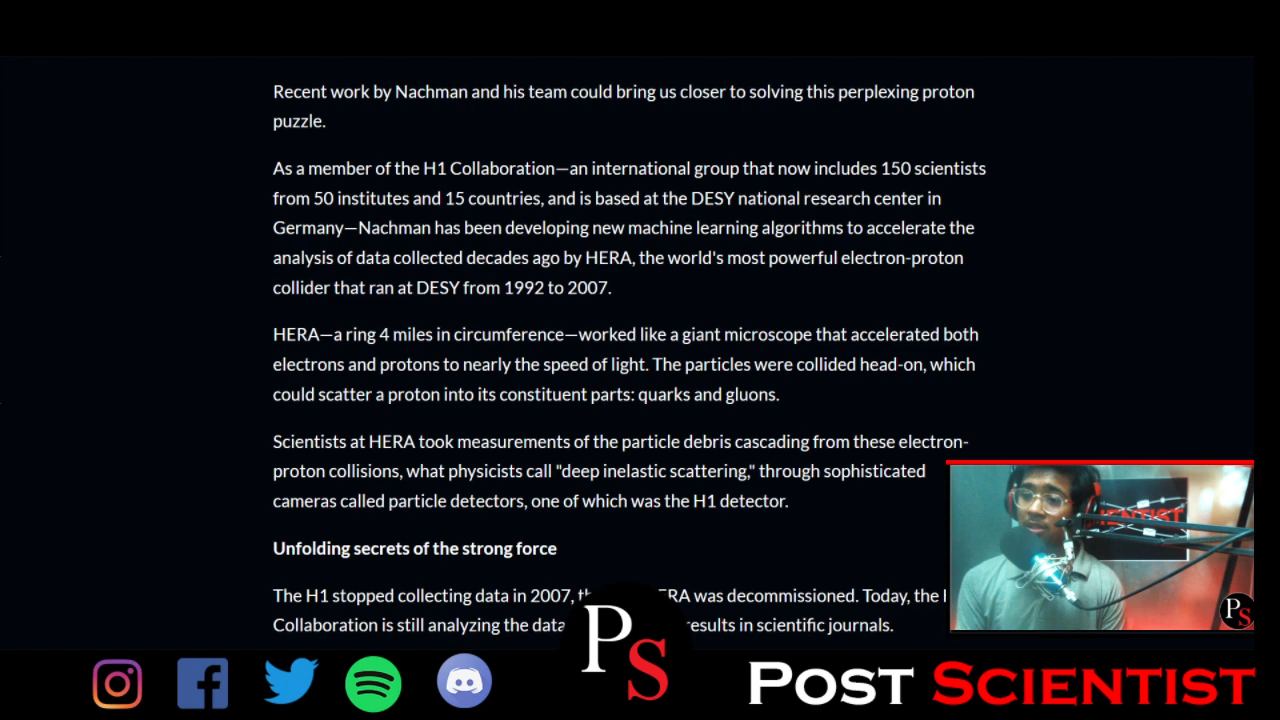 Recent work by Nachman and his team could bring us closer to solving this perplexing proton
puzzle.
As a member of the H1 Collaboration—an international group that now includes 150 scientists
from 50 institutes and 15 countries, and is based at the DESY national research center in
Germany—Nachman has been developing new machine learning algorithms to accelerate the
analysis of data collected decades ago by HERA, the world's most powerful electron-proton
collider that ran at DESY from 1992 to 2007.
HERA—a ring 4 miles in circumference—worked like a giant microscope that accelerated both
electrons and protons to nearly the speed of light. The particles were collided head-on, which
could scatter a proton into its constituent parts: quarks and gluons.
Scientists at HERA took measurements of the particle debris cascading from these electron-
proton collisions, what physicists call "deep inelastic scattering," through sophisticated
cameras called particle detectors, one of which was the H1 detector.
Unfolding secrets of the strong force
The H1 stopped collecting data in 2007, was decommissioned. Today, the
Collaboration is still analyzing the data results in scientific journals.
PS
PS
POST SCIENTIST